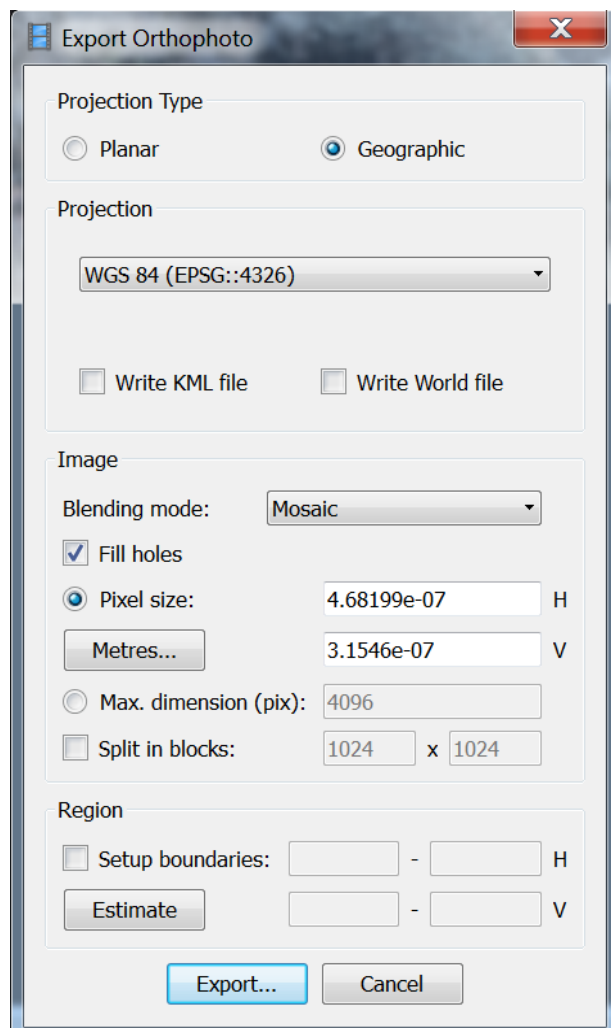 Export Orthophoto
Projection Type
Planar Geographic
Projection
WGS 84 (EPSG::4326)
Write KML file Write World file
Image
Blending mode: Mosaic
Fill holes
Pixel size: 4.68199e-07 H
Metres... 3.1546e-07 V
Max. dimension (pix): 4096
Split in blocks: 1024 x 1024
Region
Setup boundaries: - H
Estimate - V
Export... Cancel